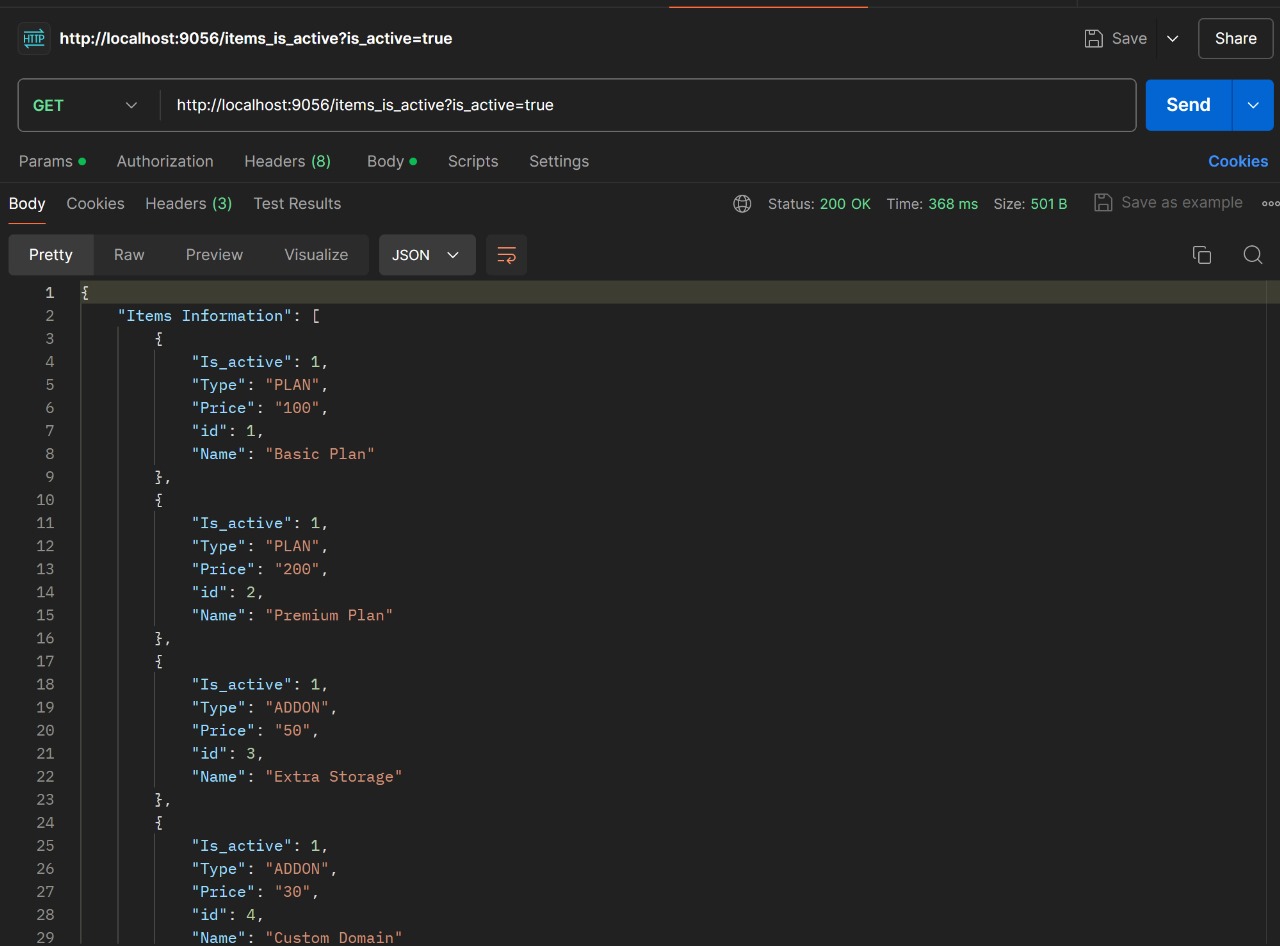 HTTP http://localhost:9056/items_is_active?is_active=true Save Share
GET http://localhost:9056/items_is_active?is_active=true Send
Params Authorization Headers (8) Body Scripts Settings Cookies
Body Cookies Headers (3) Test Results Status: 200 OK Time: 368 ms Size: 501 B Save as example
Pretty Raw Preview Visualize JSON
1 {
2 "Items Information": [
3 {
4 "Is_active": 1,
5 "Type": "PLAN",
6 "Price": "100",
7 "id": 1,
8 "Name": "Basic Plan"
9 },
10 {
11 "Is_active": 1,
12 "Type": "PLAN",
13 "Price": "200",
14 "id": 2,
15 "Name": "Premium Plan"
16 },
17 {
18 "Is_active": 1,
19 "Type": "ADDON",
20 "Price": "50",
21 "id": 3,
22 "Name": "Extra Storage"
23 },
24 {
25 "Is_active": 1,
26 "Type": "ADDON",
27 "Price": "30",
28 "id": 4,
29 "Name": "Custom Domain"